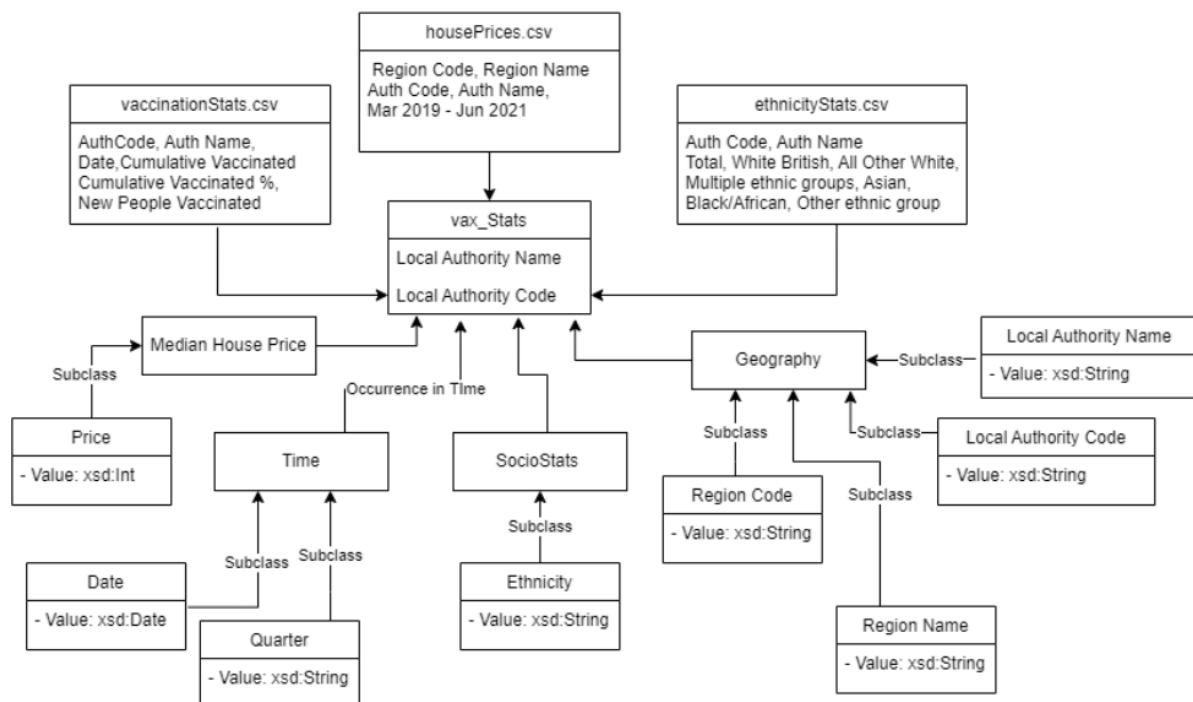 housePrices.csv
Region Code, Region Name
Auth Code, Auth Name,
Mar 2019 - Jun 2021
vaccinationStats.csv
AuthCode, Auth Name,
Date,Cumulative Vaccinated
Cumulative Vaccinated %,
New People Vaccinated
ethnicityStats.csv
Auth Code, Auth Name
Total, White British, All Other White,
Multiple ethnic groups, Asian,
Black/African, Other ethnic group
vax_Stats
Local Authority Name
Local Authority Code
Median House Price
Subclass
Price
- Value: xsd:Int
Occurrence in TIme
Time
Subclass
Subclass
Date
- Value: xsd:Date
Quarter
- Value: xsd:String
SocioStats
Subclass
Ethnicity
- Value: xsd:String
Geography
Subclass
Local Authority Name
- Value: xsd:String
Subclass
Local Authority Code
- Value: xsd:String
Subclass
Region Code
- Value: xsd:String
Subclass
Region Name
- Value: xsd:String